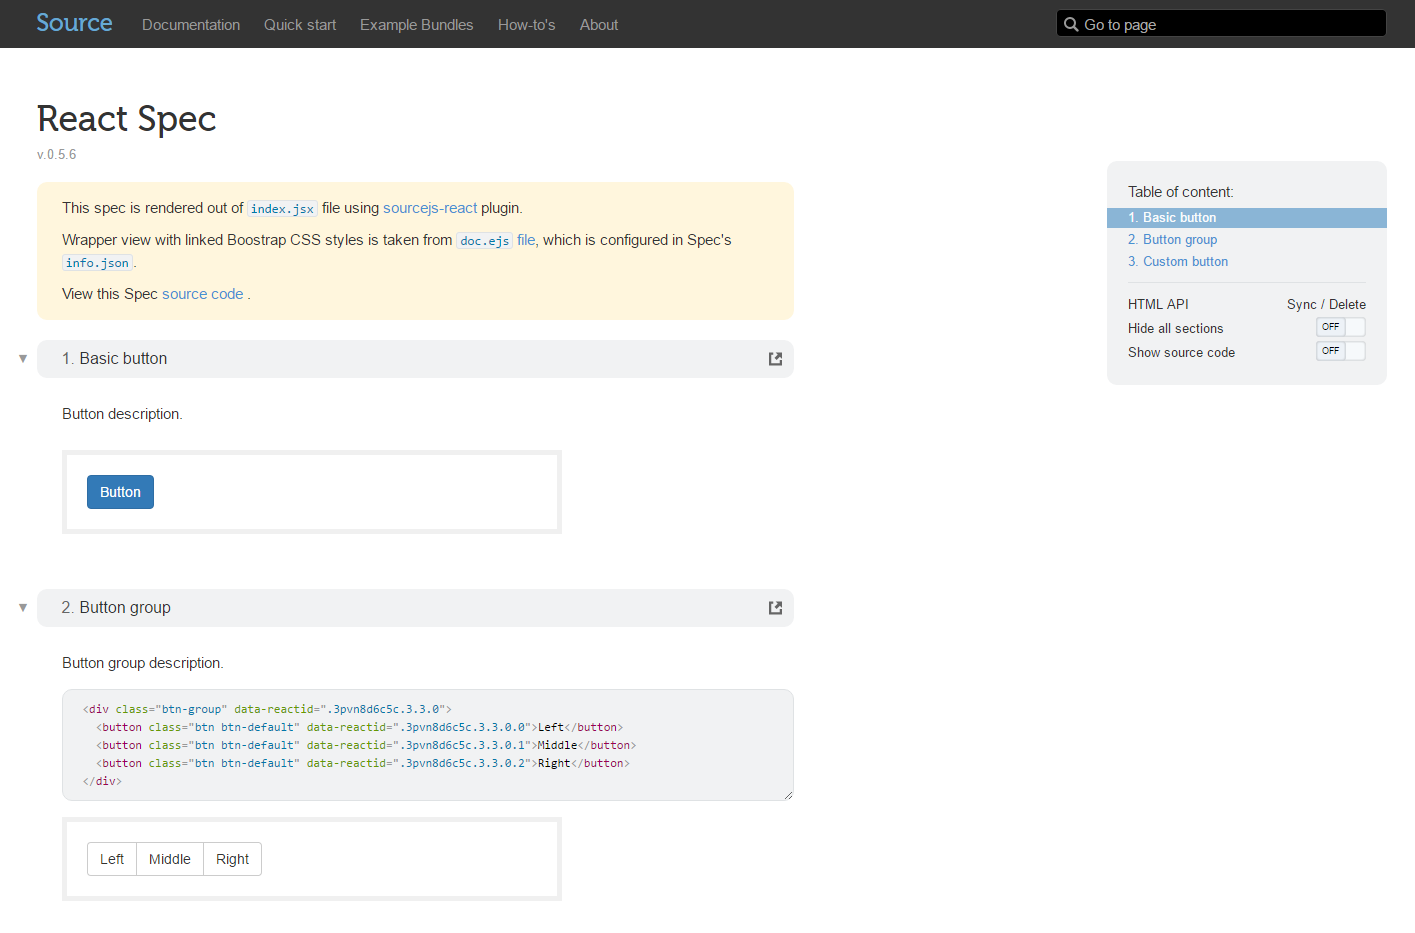 Source Documentation Quick start Example Bundles How-to's About Go to page
React Spec
v.0.5.6
This spec is rendered out of index.jsx file using sourcejs-react plugin.
Wrapper view with linked Boostrap CSS styles is taken from doc.ejs file, which is configured in Spec's
info.json.
View this Spec source code .
1. Basic button
Button description.
Button
2. Button group
Button group description.
<div class="btn-group" data-reactid=".3pvn8d6c5c.3.3.0">
<button class="btn btn-default" data-reactid=".3pvn8d6c5c.3.3.0.0">Left</button>
<button class="btn btn-default" data-reactid=".3pvn8d6c5c.3.3.0.1">Middle</button>
<button class="btn btn-default" data-reactid=".3pvn8d6c5c.3.3.0.2">Right</button>
</div>
Left Middle Right
Table of content:
1. Basic button
2. Button group
3. Custom button
HTML API Sync / Delete
Hide all sections OFF
Show source code OFF